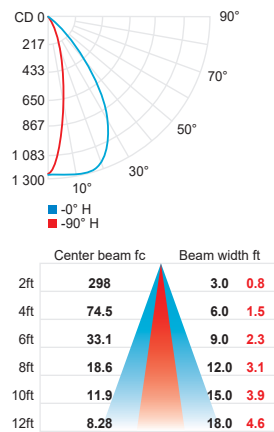 CD 0
90°
217
433
70°
650
867
50°
1 083
30°
1 300
10°
-0° H
-90° H
Center beam fc Beam width ft
2ft 298 3.0 0.8
4ft 74.5 6.0 1.5
6ft 33.1 9.0 2.3
8ft 18.6 12.0 3.1
10ft 11.9 15.0 3.9
12ft 8.28 18.0 4.6